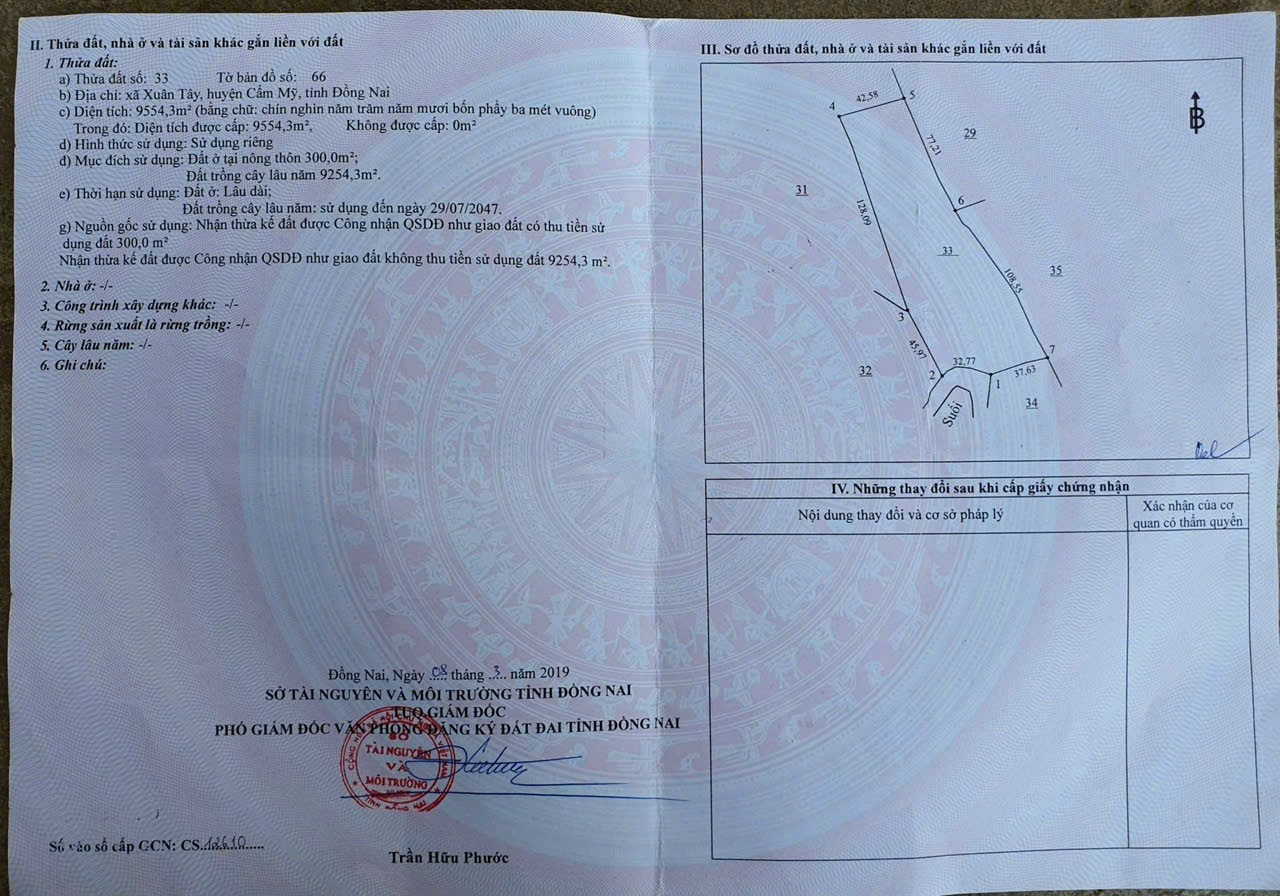 II. Thửa đất, nhà ở và tài sản khác gắn liền với đất
1. Thửa đất:
a) Thửa đất số: 33 Tờ bản đồ số: 66
b) Địa chỉ: xã Xuân Tây, huyện Cẩm Mỹ, tỉnh Đồng Nai
c) Diện tích: 9554,3m² (bằng chữ: chín nghìn năm trăm năm mươi bốn phẩy ba mét vuông)
Trong đó: Diện tích được cấp: 9554,3m², Không được cấp: 0m²
d) Hình thức sử dụng: Sử dụng riêng
đ) Mục đích sử dụng: Đất ở tại nông thôn 300,0m²;
Đất trồng cây lâu năm 9254,3m².
e) Thời hạn sử dụng: Đất ở: Lâu dài;
Đất trồng cây lâu năm: sử dụng đến ngày 29/07/2047.
g) Nguồn gốc sử dụng: Nhận thừa kế đất được Công nhận QSDĐ như giao đất có thu tiền sử
dụng đất 300,0 m²
Nhận thừa kế đất được Công nhận QSDĐ như giao đất không thu tiền sử dụng đất 9254,3 m².
2. Nhà ở: -/-
3. Công trình xây dựng khác: -/-
4. Rừng sản xuất là rừng trồng: -/-
5. Cây lâu năm: -/-
6. Ghi chú:
Đồng Nai, Ngày .08. tháng .3.. năm 2019
SỞ TÀI NGUYÊN VÀ MÔI TRƯỜNG TỈNH ĐỒNG NAI
TUQ.GIÁM ĐỐC
PHÓ GIÁM ĐỐC VĂN PHÒNG ĐĂNG KÝ ĐẤT ĐAI TỈNH ĐỒNG NAI
SỞ
TÀI NGUYÊN
VÀ
MÔI TRƯỜNG
TỈNH ĐỒNG NAI
Trần Hữu Phước
Số vào sổ cấp GCN: CS.12610.....
III. Sơ đồ thửa đất, nhà ở và tài sản khác gắn liền với đất
B
4
42,58
5
77,21
29
31
128,09
6
33
108,55
35
3
45,97
32
2
32,77
1
37,63
7
34
Suối
IV. Những thay đổi sau khi cấp giấy chứng nhận
Nội dung thay đổi và cơ sở pháp lý
Xác nhận của cơ
quan có thẩm quyền